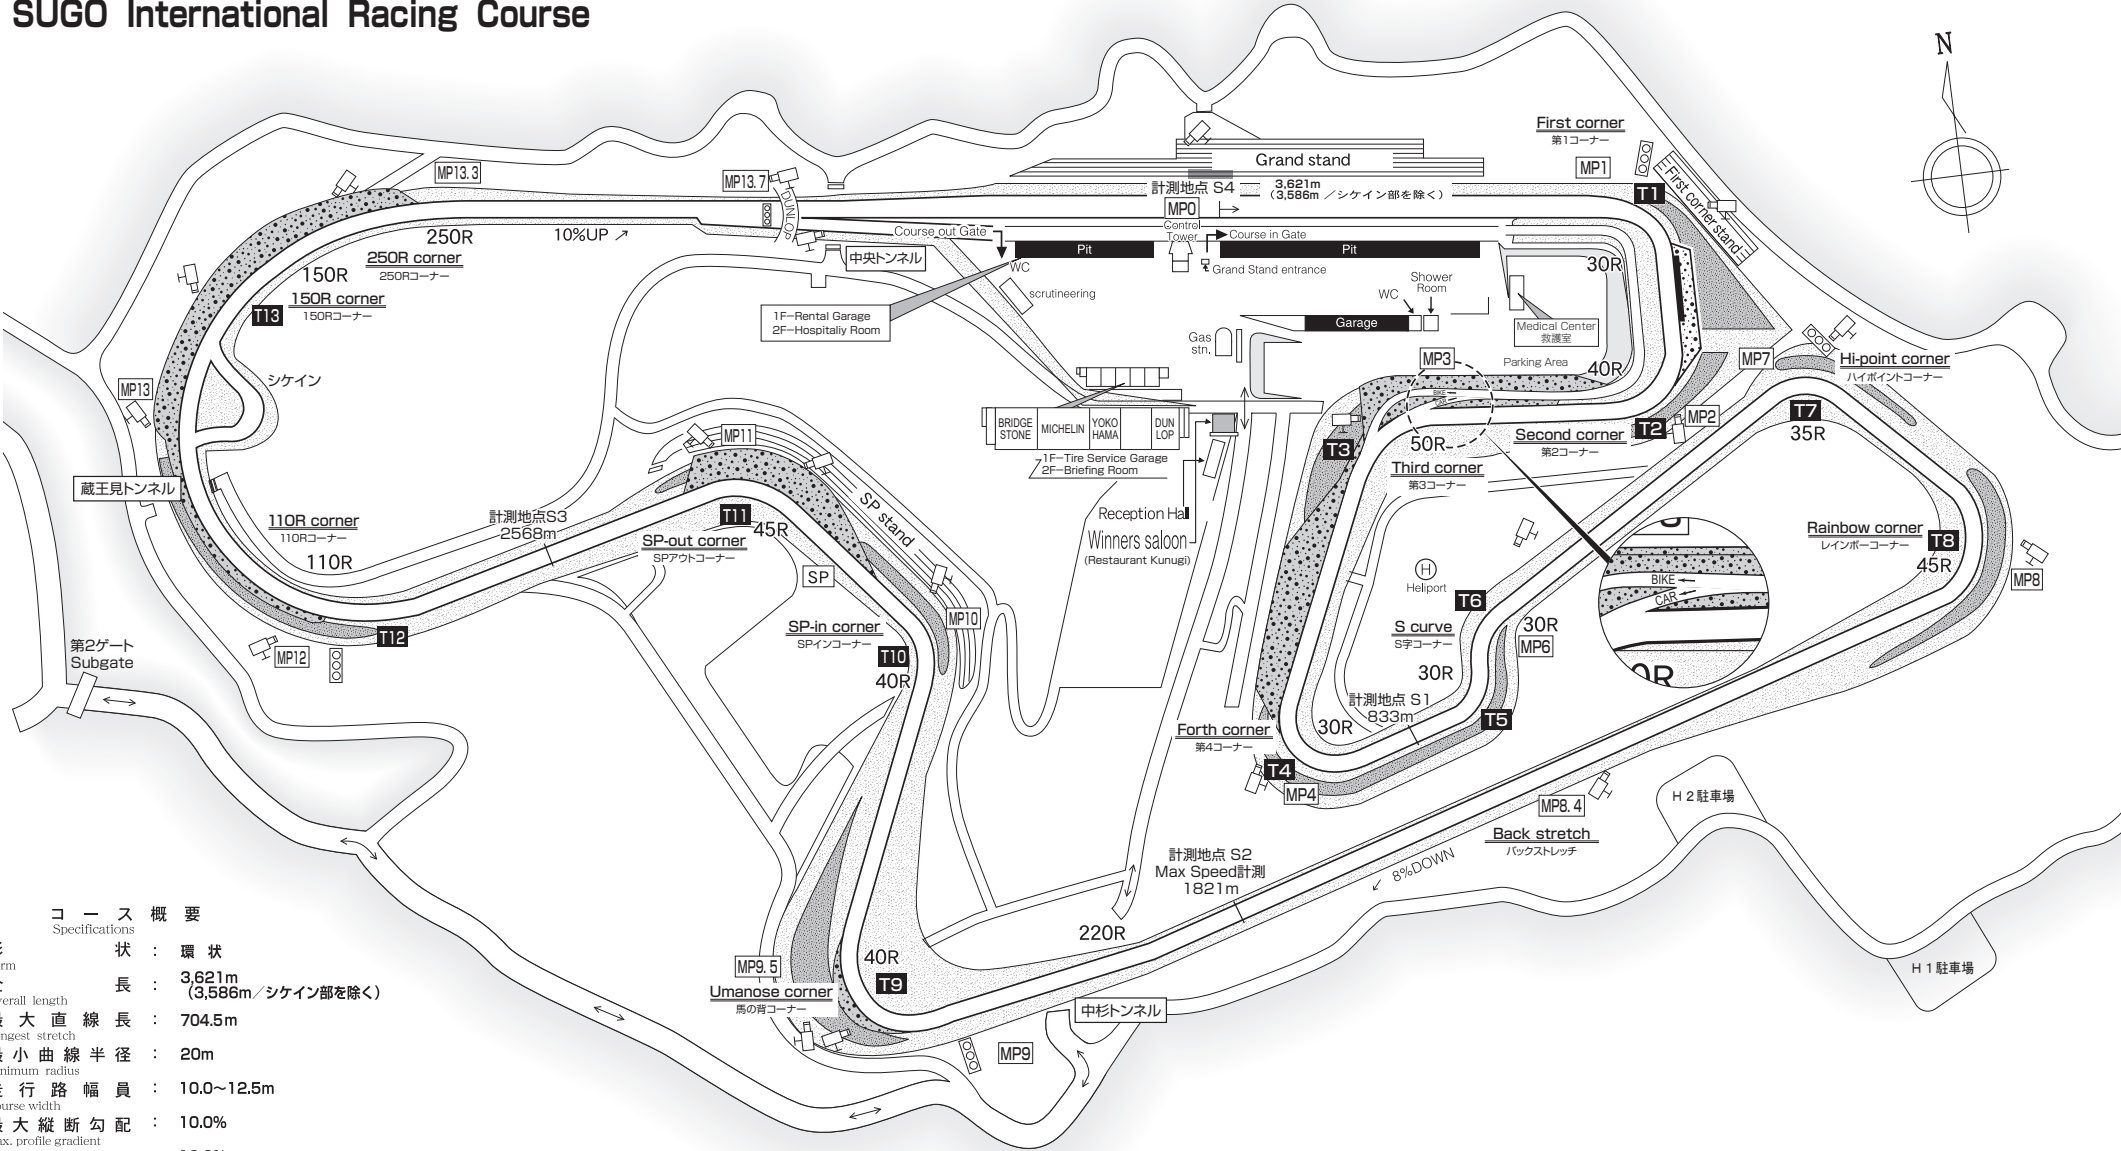 SUGO International Racing Course
N
First corner
第1コーナー
MP1
T1
First corner stand
Grand stand
計測地点 S4
3,621m
(3,586m／シケイン部を除く)
MP0
Control
Tower
Course out Gate
Course in Gate
Pit
Pit
WC
Grand Stand entrance
scrutineering
1F-Rental Garage
2F-Hospitaliy Room
中央トンネル
MP13.7
DUNLOP
MP13.3
250R
10%UP
250R corner
250Rコーナー
150R
150R corner
150Rコーナー
T13
シケイン
MP13
蔵王見トンネル
110R corner
110Rコーナー
110R
MP12
T12
第2ゲート
Subgate
計測地点S3
2568m
MP11
T11
45R
SP-out corner
SPアウトコーナー
SP stand
SP
SP-in corner
SPインコーナー
MP10
T10
40R
30R
Medical Center
救護室
Shower
Room
WC
Garage
Gas
stn.
Parking Area
MP3
40R
BIKE
50R
T3
Third corner
第3コーナー
Second corner
第2コーナー
T2
MP2
MP7
Hi-point corner
ハイポイントコーナー
T7
35R
BRIDGE
STONE
MICHELIN
YOKO
HAMA
DUN
LOP
1F-Tire Service Garage
2F-Briefing Room
Reception Hall
Winners saloon
(Restaurant Kunugi)
H
Heliport
Rainbow corner
レインボーコーナー
T8
45R
MP8
BIKE
CAR
T6
S curve
S字コーナー
30R
MP6
30R
計測地点 S1
833m
T5
Forth corner
第4コーナー
30R
T4
MP4
MP8.4
Back stretch
バックストレッチ
8%DOWN
H2駐車場
H1駐車場
計測地点 S2
Max Speed計測
1821m
220R
中杉トンネル
MP9.5
Umanose corner
馬の背コーナー
40R
T9
MP9
コース概要
Specifications
状 : 環状
長 : 3,621m
(3,586m／シケイン部を除く)
length
大直線長 : 704.5m
stretch
小曲線半径 : 20m
radius
行路幅員 : 10.0～12.5m
width
大縦断勾配 : 10.0%
profile gradient